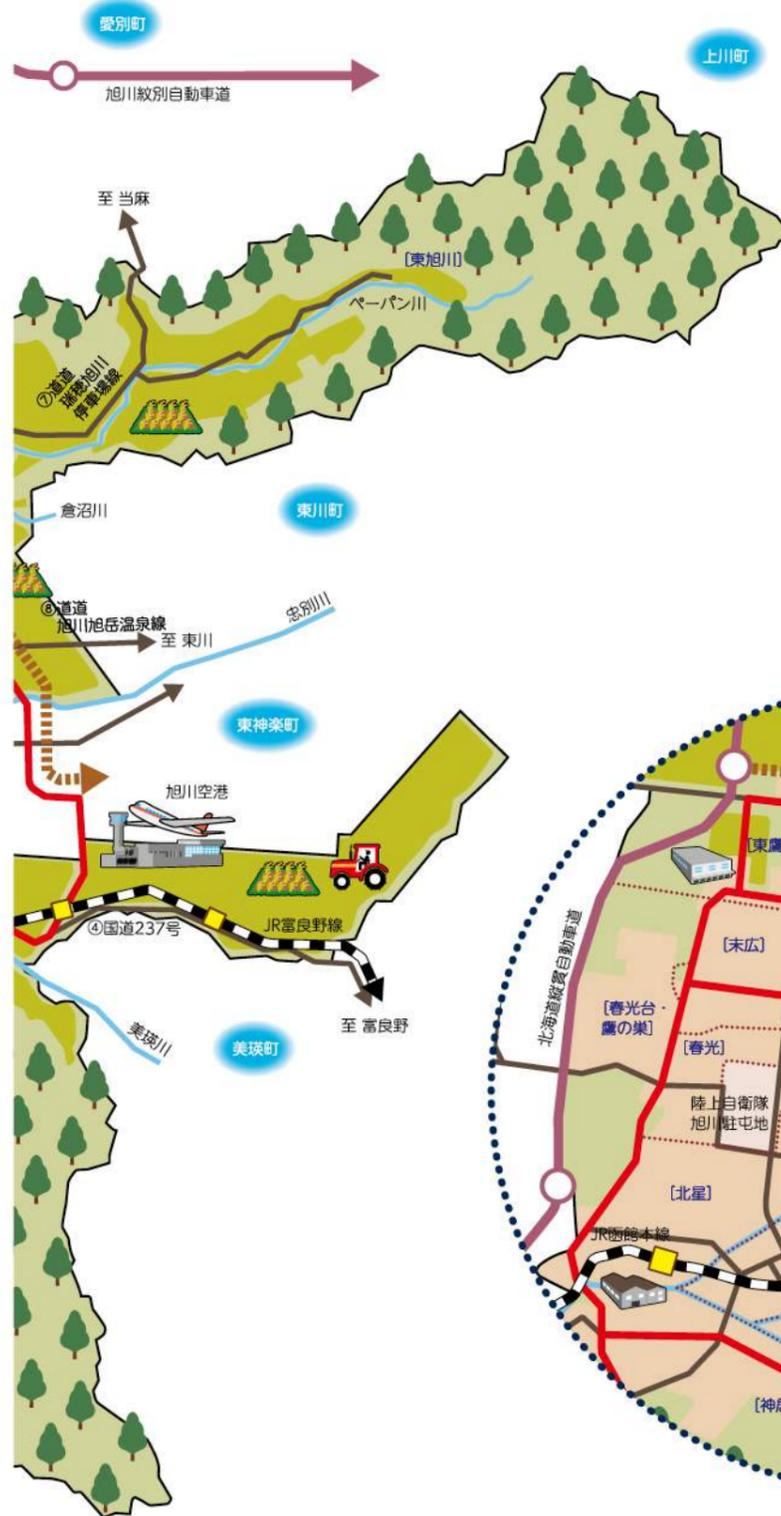 愛別町
上川町
旭川紋別自動車道
至 当麻
[東旭川]
ペーパン川
⑦道道
瑞穂旭川
停車場線
倉沼川
東川町
⑧道道
旭川旭岳温泉線
至 東川
忠別川
東神楽町
旭川空港
④国道237号
JR富良野線
至 富良野
美瑛川
美瑛町
北海道縦貫自動車道
[東鷹
[末広]
[春光台・
鷹の巣]
[春光]
陸上自衛隊
旭川駐屯地
[北星]
JR函館本線
[神